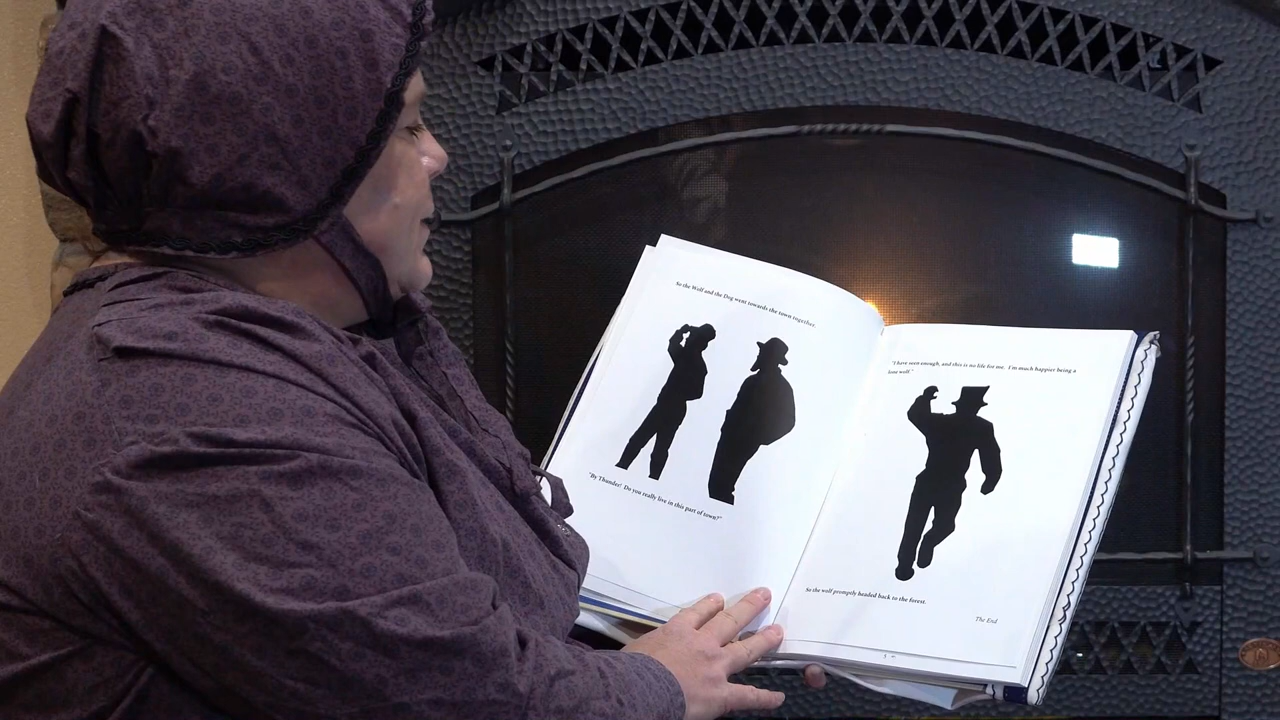 So the Wolf and the Dog went towards the town together.
"By Thunder! Do you really live in this part of town?"
"I have seen enough, and this is no life for me. I'm much happier being a
lone wolf."
So the wolf promptly headed back to the forest.
The End
5